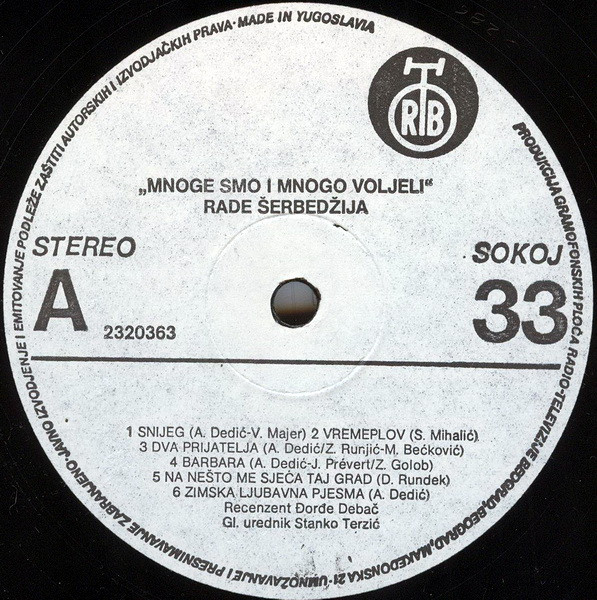 UMNOŽAVANJE I PRESNIMAVANJE ZABRANJENO·JAVNO IZVODJENJE I EMITOVANJE PODLEŽE ZAŠTITI AUTORSKIH I IZVODJAČKIH PRAVA·MADE IN YUGOSLAVIA
PRODUKCIJA GRAMOFONSKIH PLOČA RADIO-TELEVIZIJE BEOGRAD, BEOGRAD, MAKEDONSKA 21·
RTB
„MNOGE SMO I MNOGO VOLJELI“
RADE ŠERBEDŽIJA
STEREO
A 2320363
SOKOJ
33
1 SNIJEG (A. Dedić-V. Majer) 2 VREMEPLOV (S. Mihalić)
3 DVA PRIJATELJA (A. Dedić/Z. Runjić-M. Bećković)
4 BARBARA (A. Dedić-J. Prévert/Z. Golob)
5 NA NEŠTO ME SJEĆA TAJ GRAD (D. Rundek)
6 ZIMSKA LJUBAVNA PJESMA (A. Dedić)
Recenzent Đorđe Debač
Gl. urednik Stanko Terzić